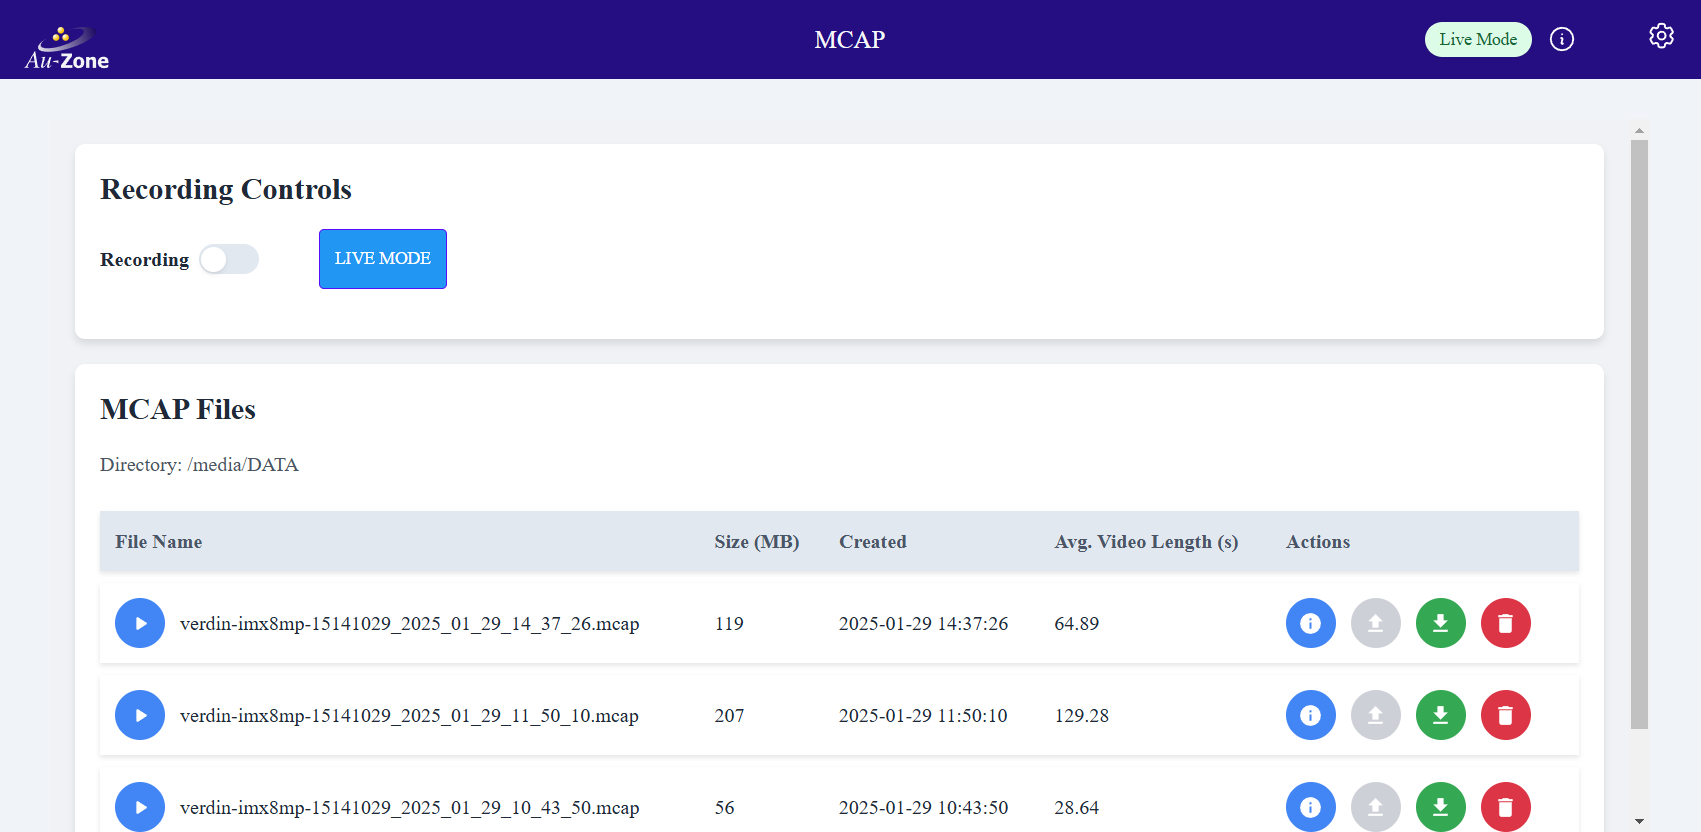 Au-Zone
MCAP
Live Mode
Recording Controls
Recording
LIVE MODE
MCAP Files
Directory: /media/DATA
File Name Size (MB) Created Avg. Video Length (s) Actions
verdin-imx8mp-15141029_2025_01_29_14_37_26.mcap 119 2025-01-29 14:37:26 64.89
verdin-imx8mp-15141029_2025_01_29_11_50_10.mcap 207 2025-01-29 11:50:10 129.28
verdin-imx8mp-15141029_2025_01_29_10_43_50.mcap 56 2025-01-29 10:43:50 28.64